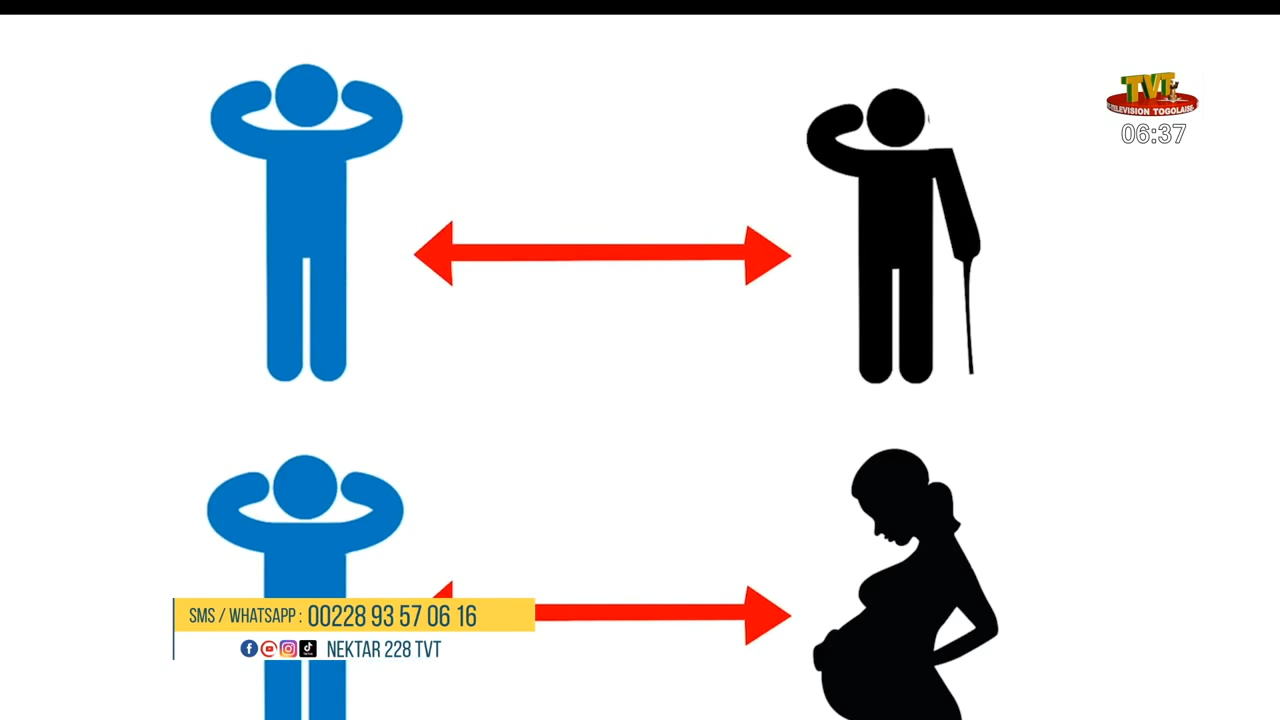 TVT
TELEVISION TOGOLAISE
06:37
SMS / WHATSAPP : 00228 93 57 06 16
NEKTAR 228 TVT